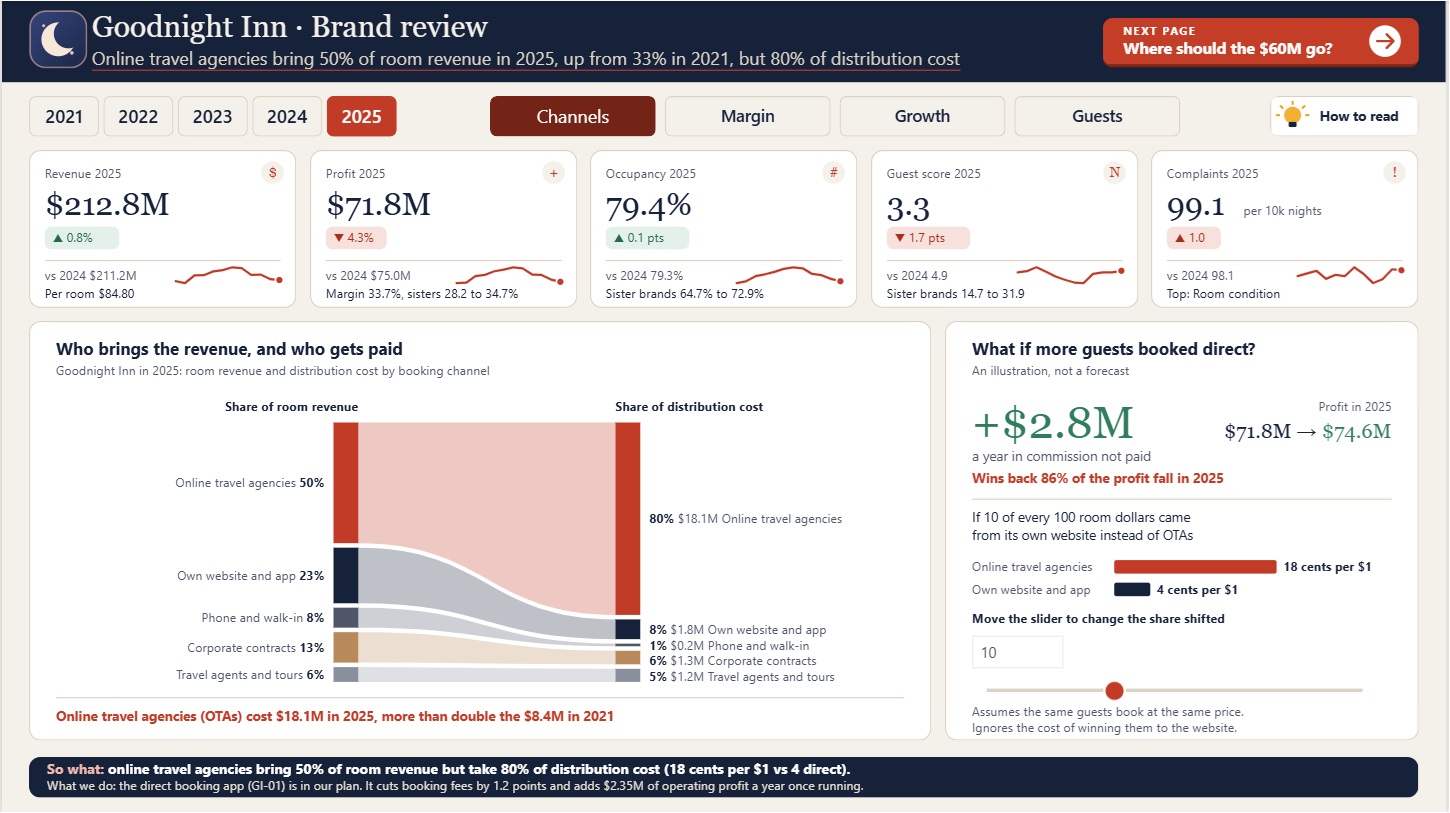 Goodnight Inn · Brand review
Online travel agencies bring 50% of room revenue in 2025, up from 33% in 2021, but 80% of distribution cost
NEXT PAGE
Where should the $60M go?
2021
2022
2023
2024
2025
Channels
Margin
Growth
Guests
How to read
Revenue 2025
$
$212.8M
▲ 0.8%
vs 2024 $211.2M
Per room $84.80
Profit 2025
+
$71.8M
▼ 4.3%
vs 2024 $75.0M
Margin 33.7%, sisters 28.2 to 34.7%
Occupancy 2025
#
79.4%
▲ 0.1 pts
vs 2024 79.3%
Sister brands 64.7% to 72.9%
Guest score 2025
N
3.3
▼ 1.7 pts
vs 2024 4.9
Sister brands 14.7 to 31.9
Complaints 2025
!
99.1 per 10k nights
▲ 1.0
vs 2024 98.1
Top: Room condition
Who brings the revenue, and who gets paid
Goodnight Inn in 2025: room revenue and distribution cost by booking channel
Share of room revenue
Share of distribution cost
Online travel agencies 50%
Own website and app 23%
Phone and walk-in 8%
Corporate contracts 13%
Travel agents and tours 6%
80% $18.1M Online travel agencies
8% $1.8M Own website and app
1% $0.2M Phone and walk-in
6% $1.3M Corporate contracts
5% $1.2M Travel agents and tours
Online travel agencies (OTAs) cost $18.1M in 2025, more than double the $8.4M in 2021
What if more guests booked direct?
An illustration, not a forecast
+$2.8M
a year in commission not paid
Profit in 2025
$71.8M → $74.6M
Wins back 86% of the profit fall in 2025
If 10 of every 100 room dollars came
from its own website instead of OTAs
Online travel agencies 18 cents per $1
Own website and app 4 cents per $1
Move the slider to change the share shifted
10
Assumes the same guests book at the same price.
Ignores the cost of winning them to the website.
So what: online travel agencies bring 50% of room revenue but take 80% of distribution cost (18 cents per $1 vs 4 direct).
What we do: the direct booking app (GI-01) is in our plan. It cuts booking fees by 1.2 points and adds $2.35M of operating profit a year once running.